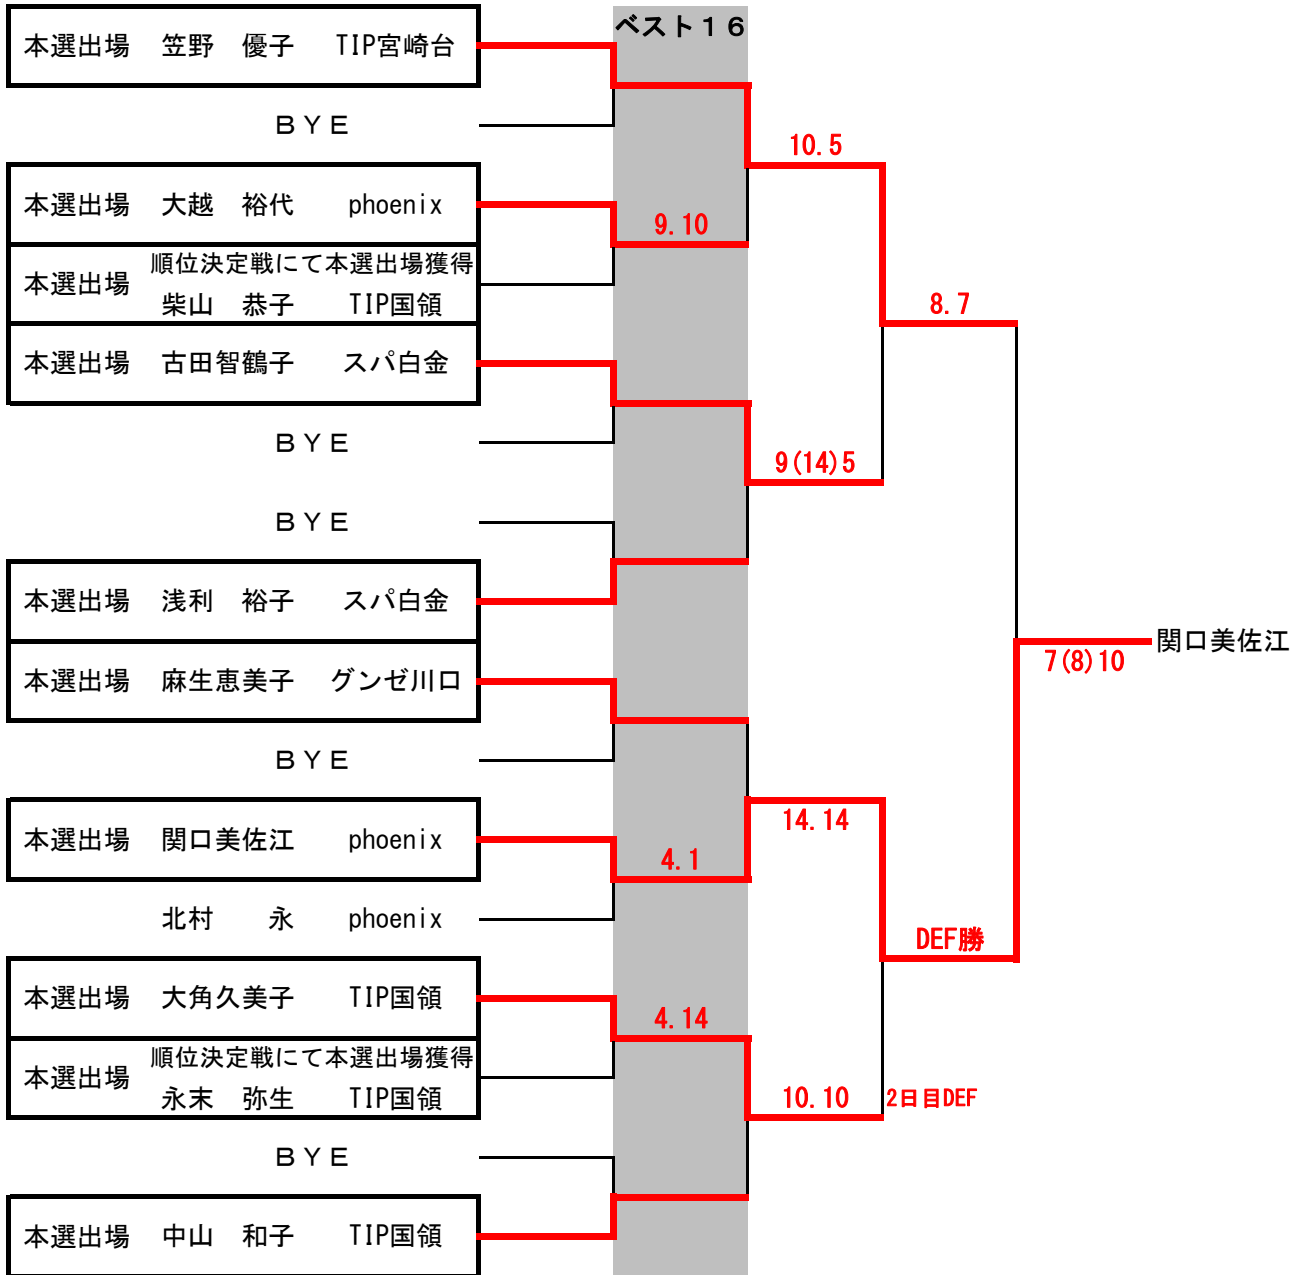 ベスト１６
本選出場　笠野　優子　TIP宮崎台
ＢＹＥ
10.5
本選出場　大越　裕代　phoenix
9.10
順位決定戦にて本選出場獲得
本選出場　柴山　恭子　TIP国領
8.7
本選出場　古田智鶴子　スパ白金
ＢＹＥ
9(14)5
ＢＹＥ
本選出場　浅利　裕子　スパ白金
関口美佐江
7(8)10
本選出場　麻生恵美子　グンゼ川口
ＢＹＥ
14.14
本選出場　関口美佐江　phoenix
4.1
北村　　永　phoenix
DEF勝
本選出場　大角久美子　TIP国領
4.14
順位決定戦にて本選出場獲得
本選出場　永末　弥生　TIP国領
10.10
2日目DEF
ＢＹＥ
本選出場　中山　和子　TIP国領